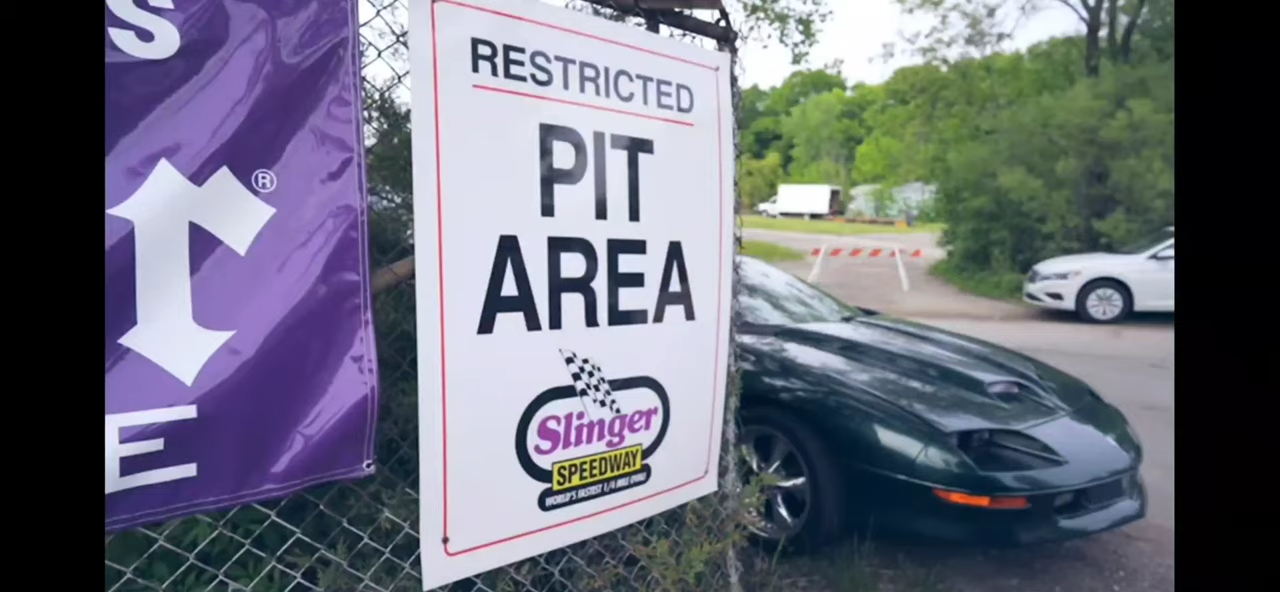 S
r®
E
RESTRICTED
PIT
AREA
Slinger
SPEEDWAY
WORLD'S FASTEST 1/4 MILE OVAL!